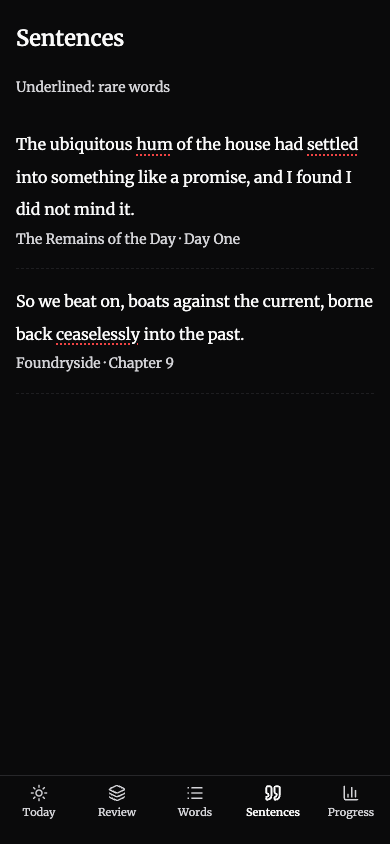 Sentences
Underlined: rare words
The ubiquitous hum of the house had settled
into something like a promise, and I found I
did not mind it.
The Remains of the Day · Day One
So we beat on, boats against the current, borne
back ceaselessly into the past.
Foundryside · Chapter 9
Today Review Words Sentences Progress